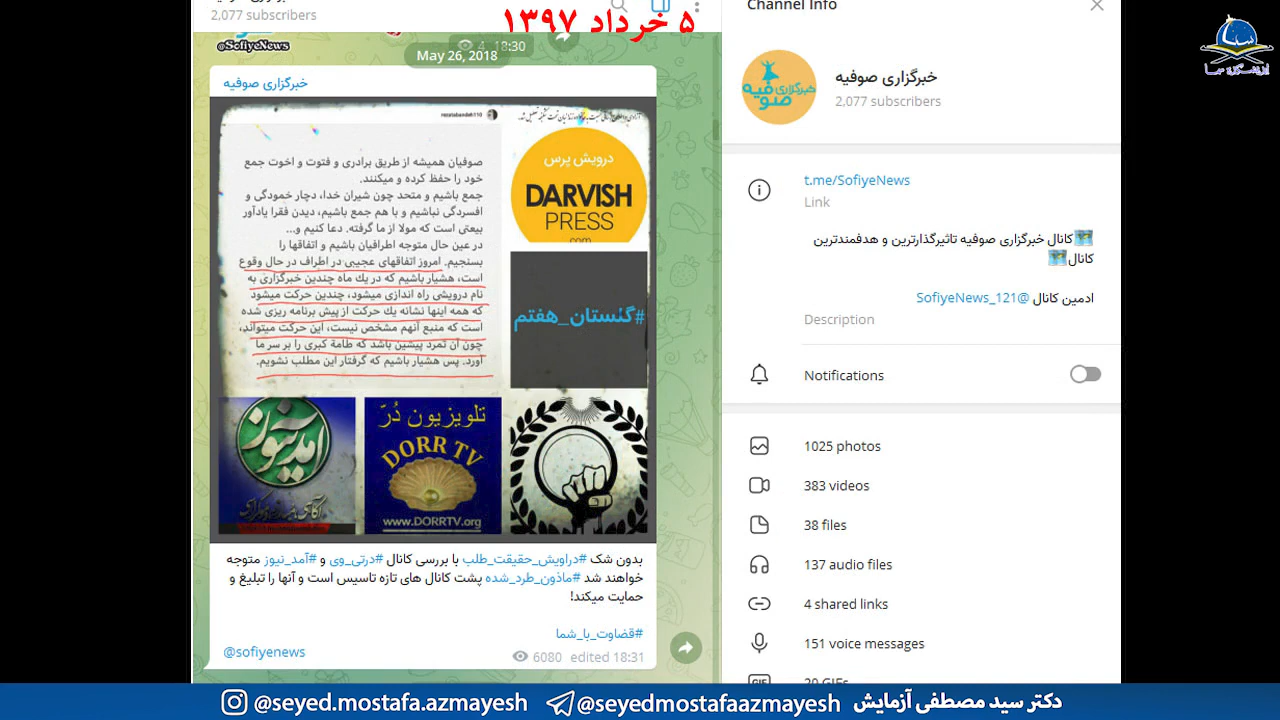 2,077 subscribers
۵ خرداد ۱۳۹۷
@SofiyeNews
4 18:30
May 26, 2018
خبرگزاری صوفیه
rezatabandeh110
صوفیان همیشه از طریق برادری و فتوت و اخوت جمع
خود را حفظ کرده و میکنند.
جمع باشیم و متحد چون شیران خدا، دچار خمودگی و
افسردگی نباشیم و با هم جمع باشیم، دیدن فقرا یادآور
بیعتی است که مولا از ما گرفته. دعا کنیم و...
در عین حال متوجه اطرافیان باشیم و اتفاقها را
بسنجیم. امروز اتفاقهای عجیبی در اطراف در حال وقوع
است، هشیار باشیم که در یك ماه چندین خبرگزاری به
نام درویشی راه اندازی میشود، چندین حرکت میشود
که همه اینها نشانه یك حرکت از پیش برنامه ریزی شده
است که منبع آنهم مشخص نیست، این حرکت میتواند،
چون آن تمرد پیشین باشد که طامة کبری را بر سر ما
آورد. پس هشیار باشیم که گرفتار این مطلب نشویم.
درویش پرس
DARVISH
PRESS
.com
#گلستان_هفتم
آمدنیوز
تلویزیون دُرّ
DORR TV
www.DORRTV.org
بدون شک #دراویش_حقیقت_طلب با بررسی کانال #درتی_وی و #آمد_نیوز متوجه
خواهند شد #ماذون_طرد_شده پشت کانال های تازه تاسیس است و آنها را تبلیغ و
حمایت میکند!
#قضاوت_با_شما
@sofiyenews
6080 edited 18:31
Channel Info
خبرگزاری صوفیه
خبرگزاری صوفیه
2,077 subscribers
t.me/SofiyeNews
Link
کانال خبرگزاری صوفیه تاثیرگذارترین و هدفمندترین
کانال
ادمین کانال @SofiyeNews_121
Description
Notifications
1025 photos
383 videos
38 files
137 audio files
4 shared links
151 voice messages
20 GIFs
@seyed.mostafa.azmayesh
@seyedmostafaazmayesh
دکتر سید مصطفی آزمایش